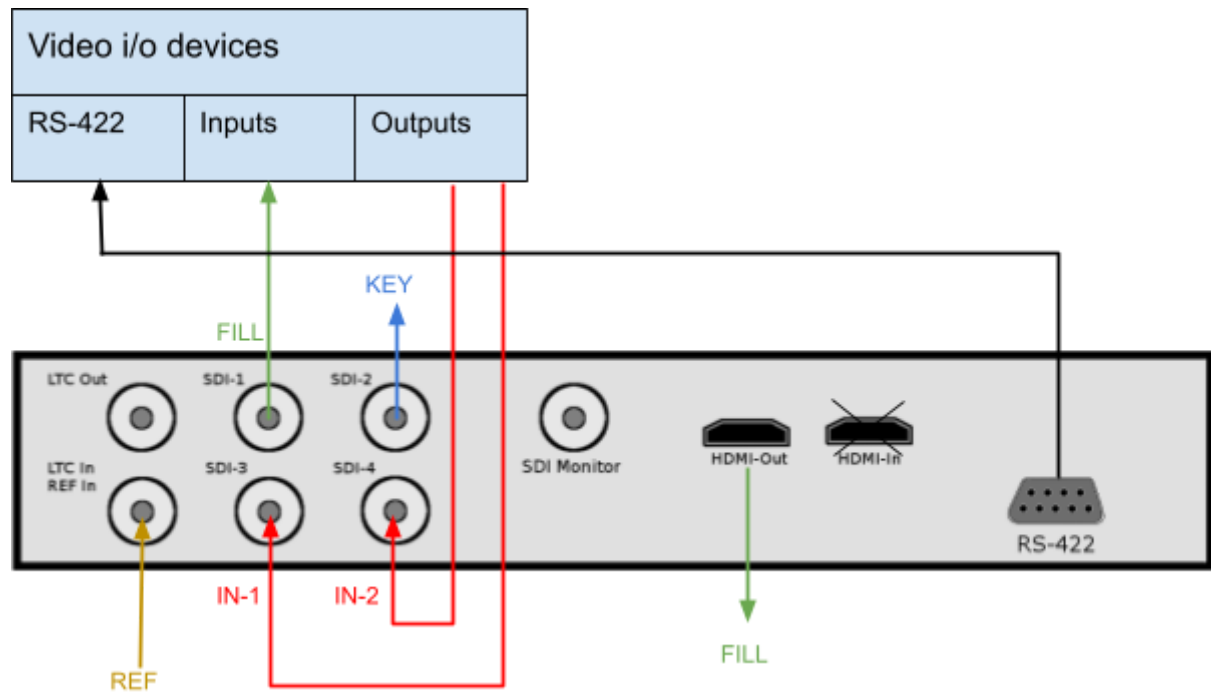 Video i/o devices
RS-422
Inputs
Outputs
KEY
FILL
LTC Out
SDI-1
SDI-2
LTC In
REF In
SDI-3
SDI-4
SDI Monitor
HDMI-Out
HDMI-In
RS-422
IN-1
IN-2
FILL
REF